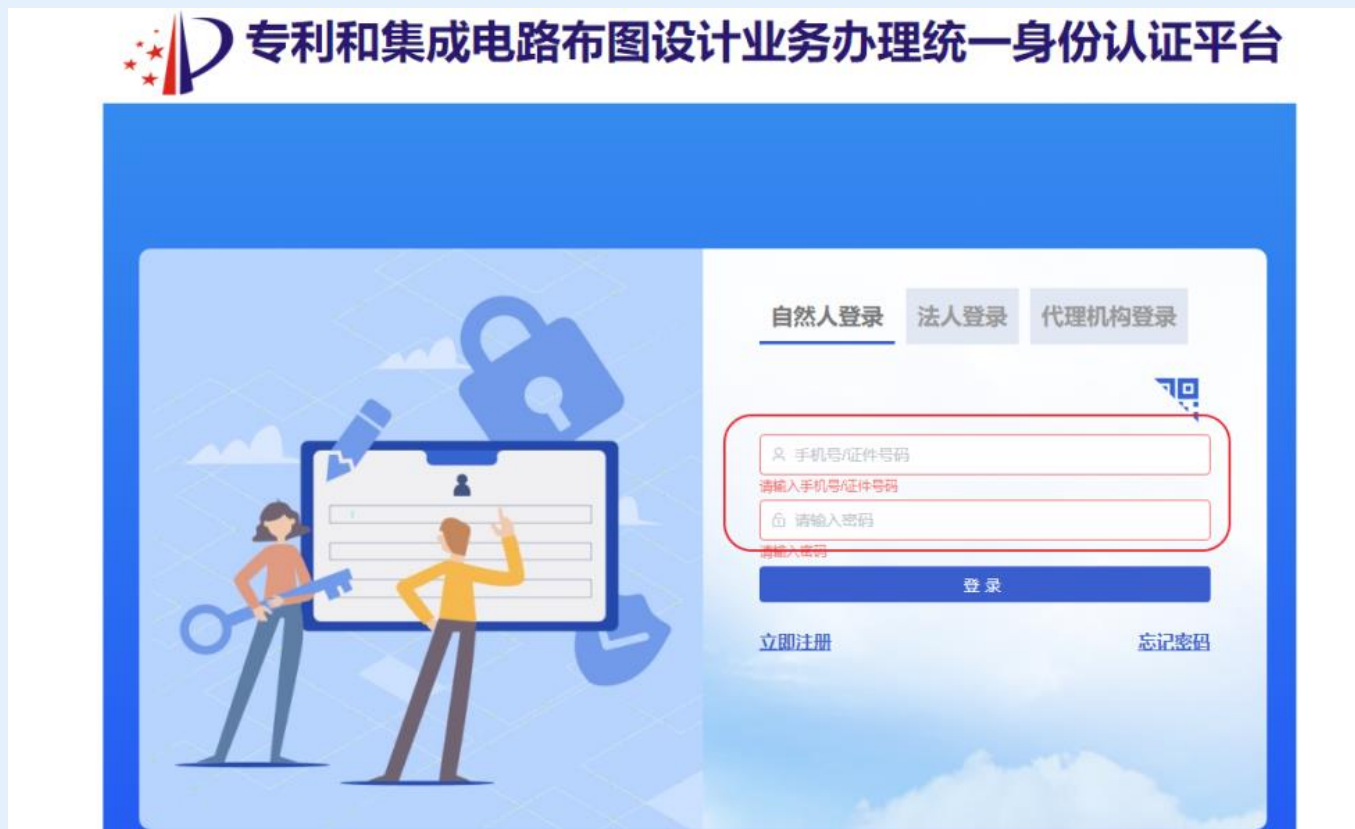 专利和集成电路布图设计业务办理统一身份认证平台
自然人登录 法人登录 代理机构登录
手机号/证件号码
请输入手机号/证件号码
请输入密码
请输入密码
登录
立即注册 忘记密码